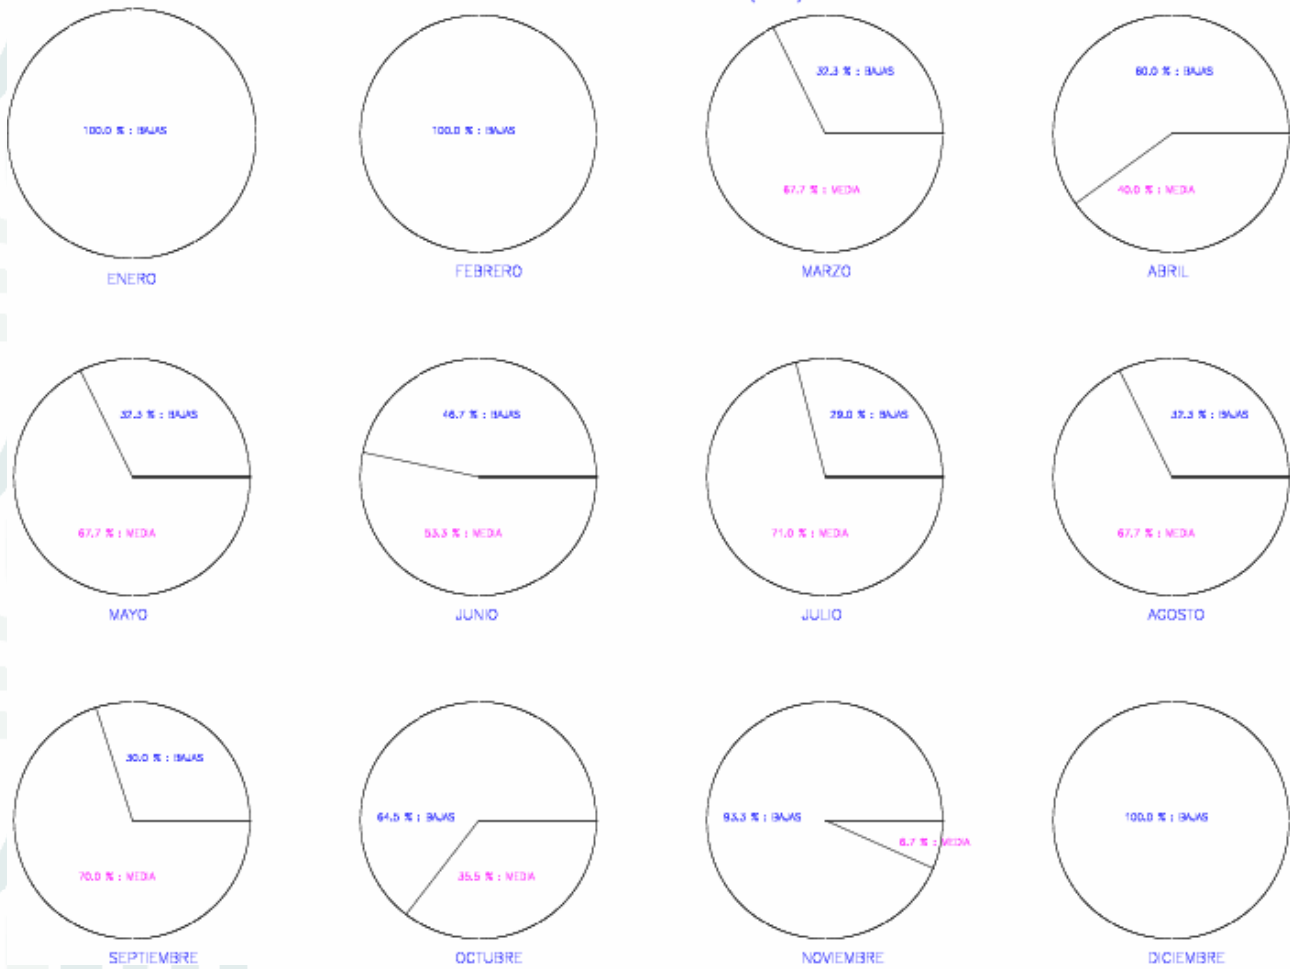 100.0 % : BAJAS
ENERO
100.0 % : BAJAS
FEBRERO
32.3 % : BAJAS
67.7 % : MEDIA
MARZO
60.0 % : BAJAS
40.0 % : MEDIA
ABRIL
32.3 % : BAJAS
67.7 % : MEDIA
MAYO
46.7 % : BAJAS
53.3 % : MEDIA
JUNIO
29.0 % : BAJAS
71.0 % : MEDIA
JULIO
32.3 % : BAJAS
67.7 % : MEDIA
AGOSTO
30.0 % : BAJAS
70.0 % : MEDIA
SEPTIEMBRE
64.5 % : BAJAS
35.5 % : MEDIA
OCTUBRE
93.3 % : BAJAS
6.7 % : MEDIA
NOVIEMBRE
100.0 % : BAJAS
DICIEMBRE